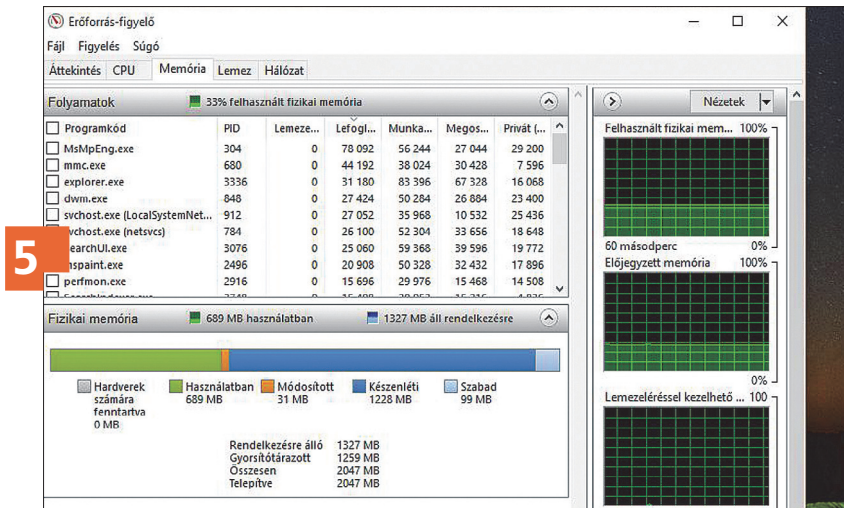 Erőforrás-figyelő
Fájl Figyelés Súgó
Áttekintés CPU Memória Lemez Hálózat
Folyamatok 33% felhasznált fizikai memória
Programkód PID Lemeze... Lefogl... Munka... Megos... Privát (...
MsMpEng.exe 304 0 78 092 56 244 27 044 29 200
mmc.exe 680 0 44 192 38 024 30 428 7 596
explorer.exe 3336 0 31 180 83 396 67 328 16 068
dwm.exe 848 0 27 424 50 284 26 884 23 400
svchost.exe (LocalSystemNet... 912 0 27 052 35 968 10 532 25 436
svchost.exe (netsvcs) 784 0 26 100 52 304 33 656 18 648
earchUI.exe 3076 0 25 060 59 368 39 596 19 772
mspaint.exe 2496 0 20 908 50 328 32 432 17 896
perfmon.exe 2916 0 15 696 29 976 15 468 14 508
5
Fizikai memória 689 MB használatban 1327 MB áll rendelkezésre
Hardverek számára fenntartva 0 MB
Használatban 689 MB
Módosított 31 MB
Készenléti 1228 MB
Szabad 99 MB
Rendelkezésre álló 1327 MB
Gyorsítótárazott 1259 MB
Összesen 2047 MB
Telepítve 2047 MB
Nézetek
Felhasznált fizikai mem... 100%
60 másodperc 0%
Előjegyzett memória 100%
0%
Lemezeléréssel kezelhető ... 100